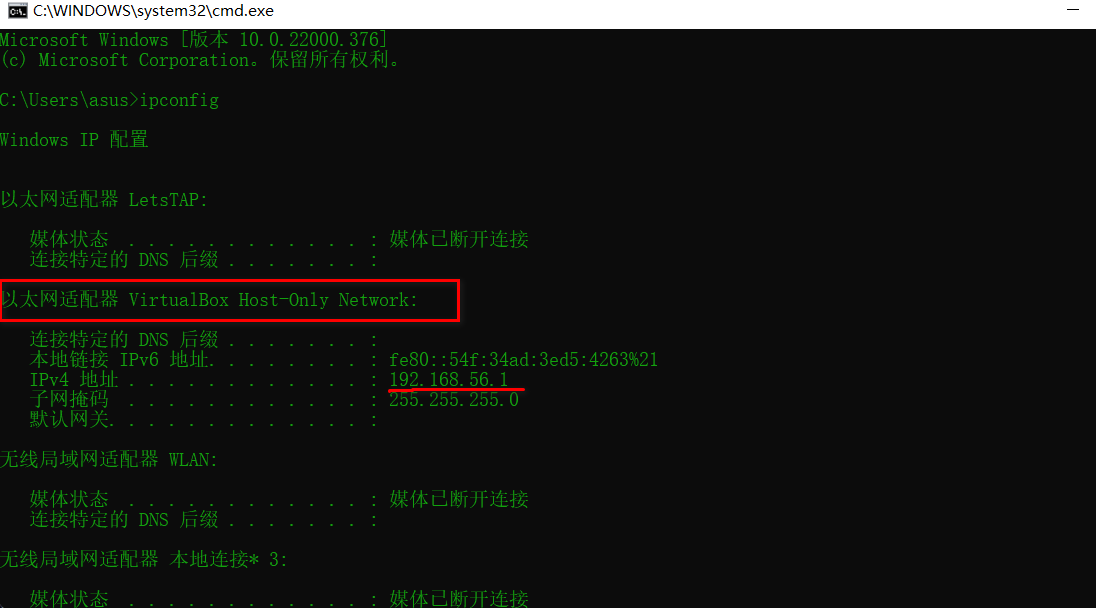 C:\WINDOWS\system32\cmd.exe
Microsoft Windows [版本 10.0.22000.376]
(c) Microsoft Corporation。保留所有权利。
C:\Users\asus>ipconfig
Windows IP 配置
以太网适配器 LetsTAP:
媒体状态  . . . . . . . . . . . . : 媒体已断开连接
连接特定的 DNS 后缀 . . . . . . . :
以太网适配器 VirtualBox Host-Only Network:
连接特定的 DNS 后缀 . . . . . . . :
本地链接 IPv6 地址. . . . . . . . : fe80::54f:34ad:3ed5:4263%21
IPv4 地址 . . . . . . . . . . . . : 192.168.56.1
子网掩码  . . . . . . . . . . . . : 255.255.255.0
默认网关. . . . . . . . . . . . . :
无线局域网适配器 WLAN:
媒体状态  . . . . . . . . . . . . : 媒体已断开连接
连接特定的 DNS 后缀 . . . . . . . :
无线局域网适配器 本地连接* 3:
媒体状态  . . . . . . . . . . . . : 媒体已断开连接